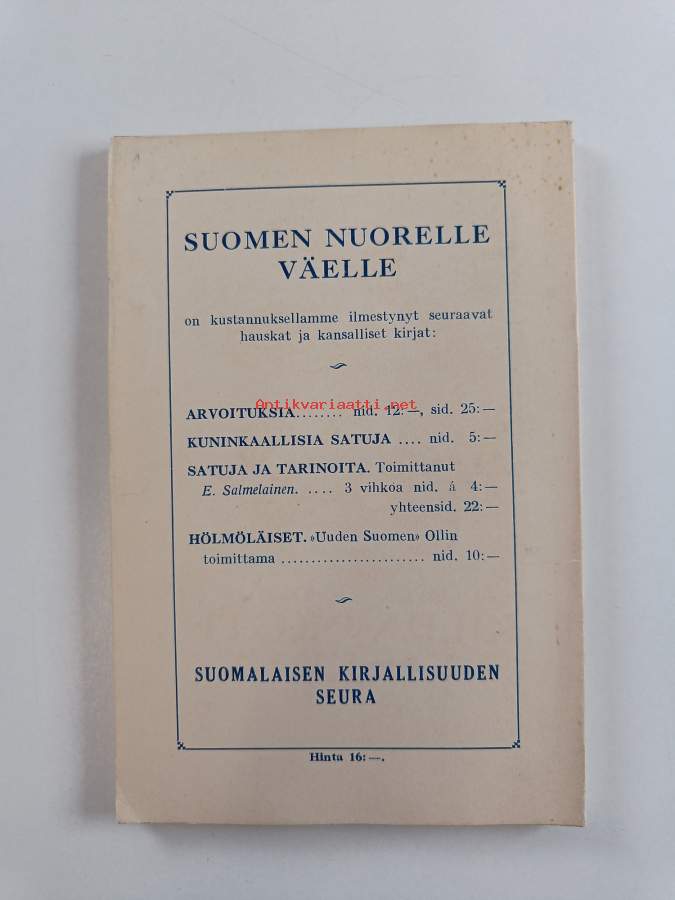 SUOMEN NUORELLE
VÄELLE
on kustannuksellamme ilmestynyt seuraavat
hauskat ja kansalliset kirjat:
Antikvariaatti.net
ARVOITUKSIA........ nid. 12:—, sid. 25:—
KUNINKAALLISIA SATUJA .... nid. 5:—
SATUJA JA TARINOITA. Toimittanut
E. Salmelainen. .... 3 vihkoa nid. á 4:—
yhteensid. 22:—
HÖLMÖLÄISET. »Uuden Suomen» Ollin
toimittama ........................ nid. 10:—
SUOMALAISEN KIRJALLISUUDEN
SEURA
Hinta 16:—.